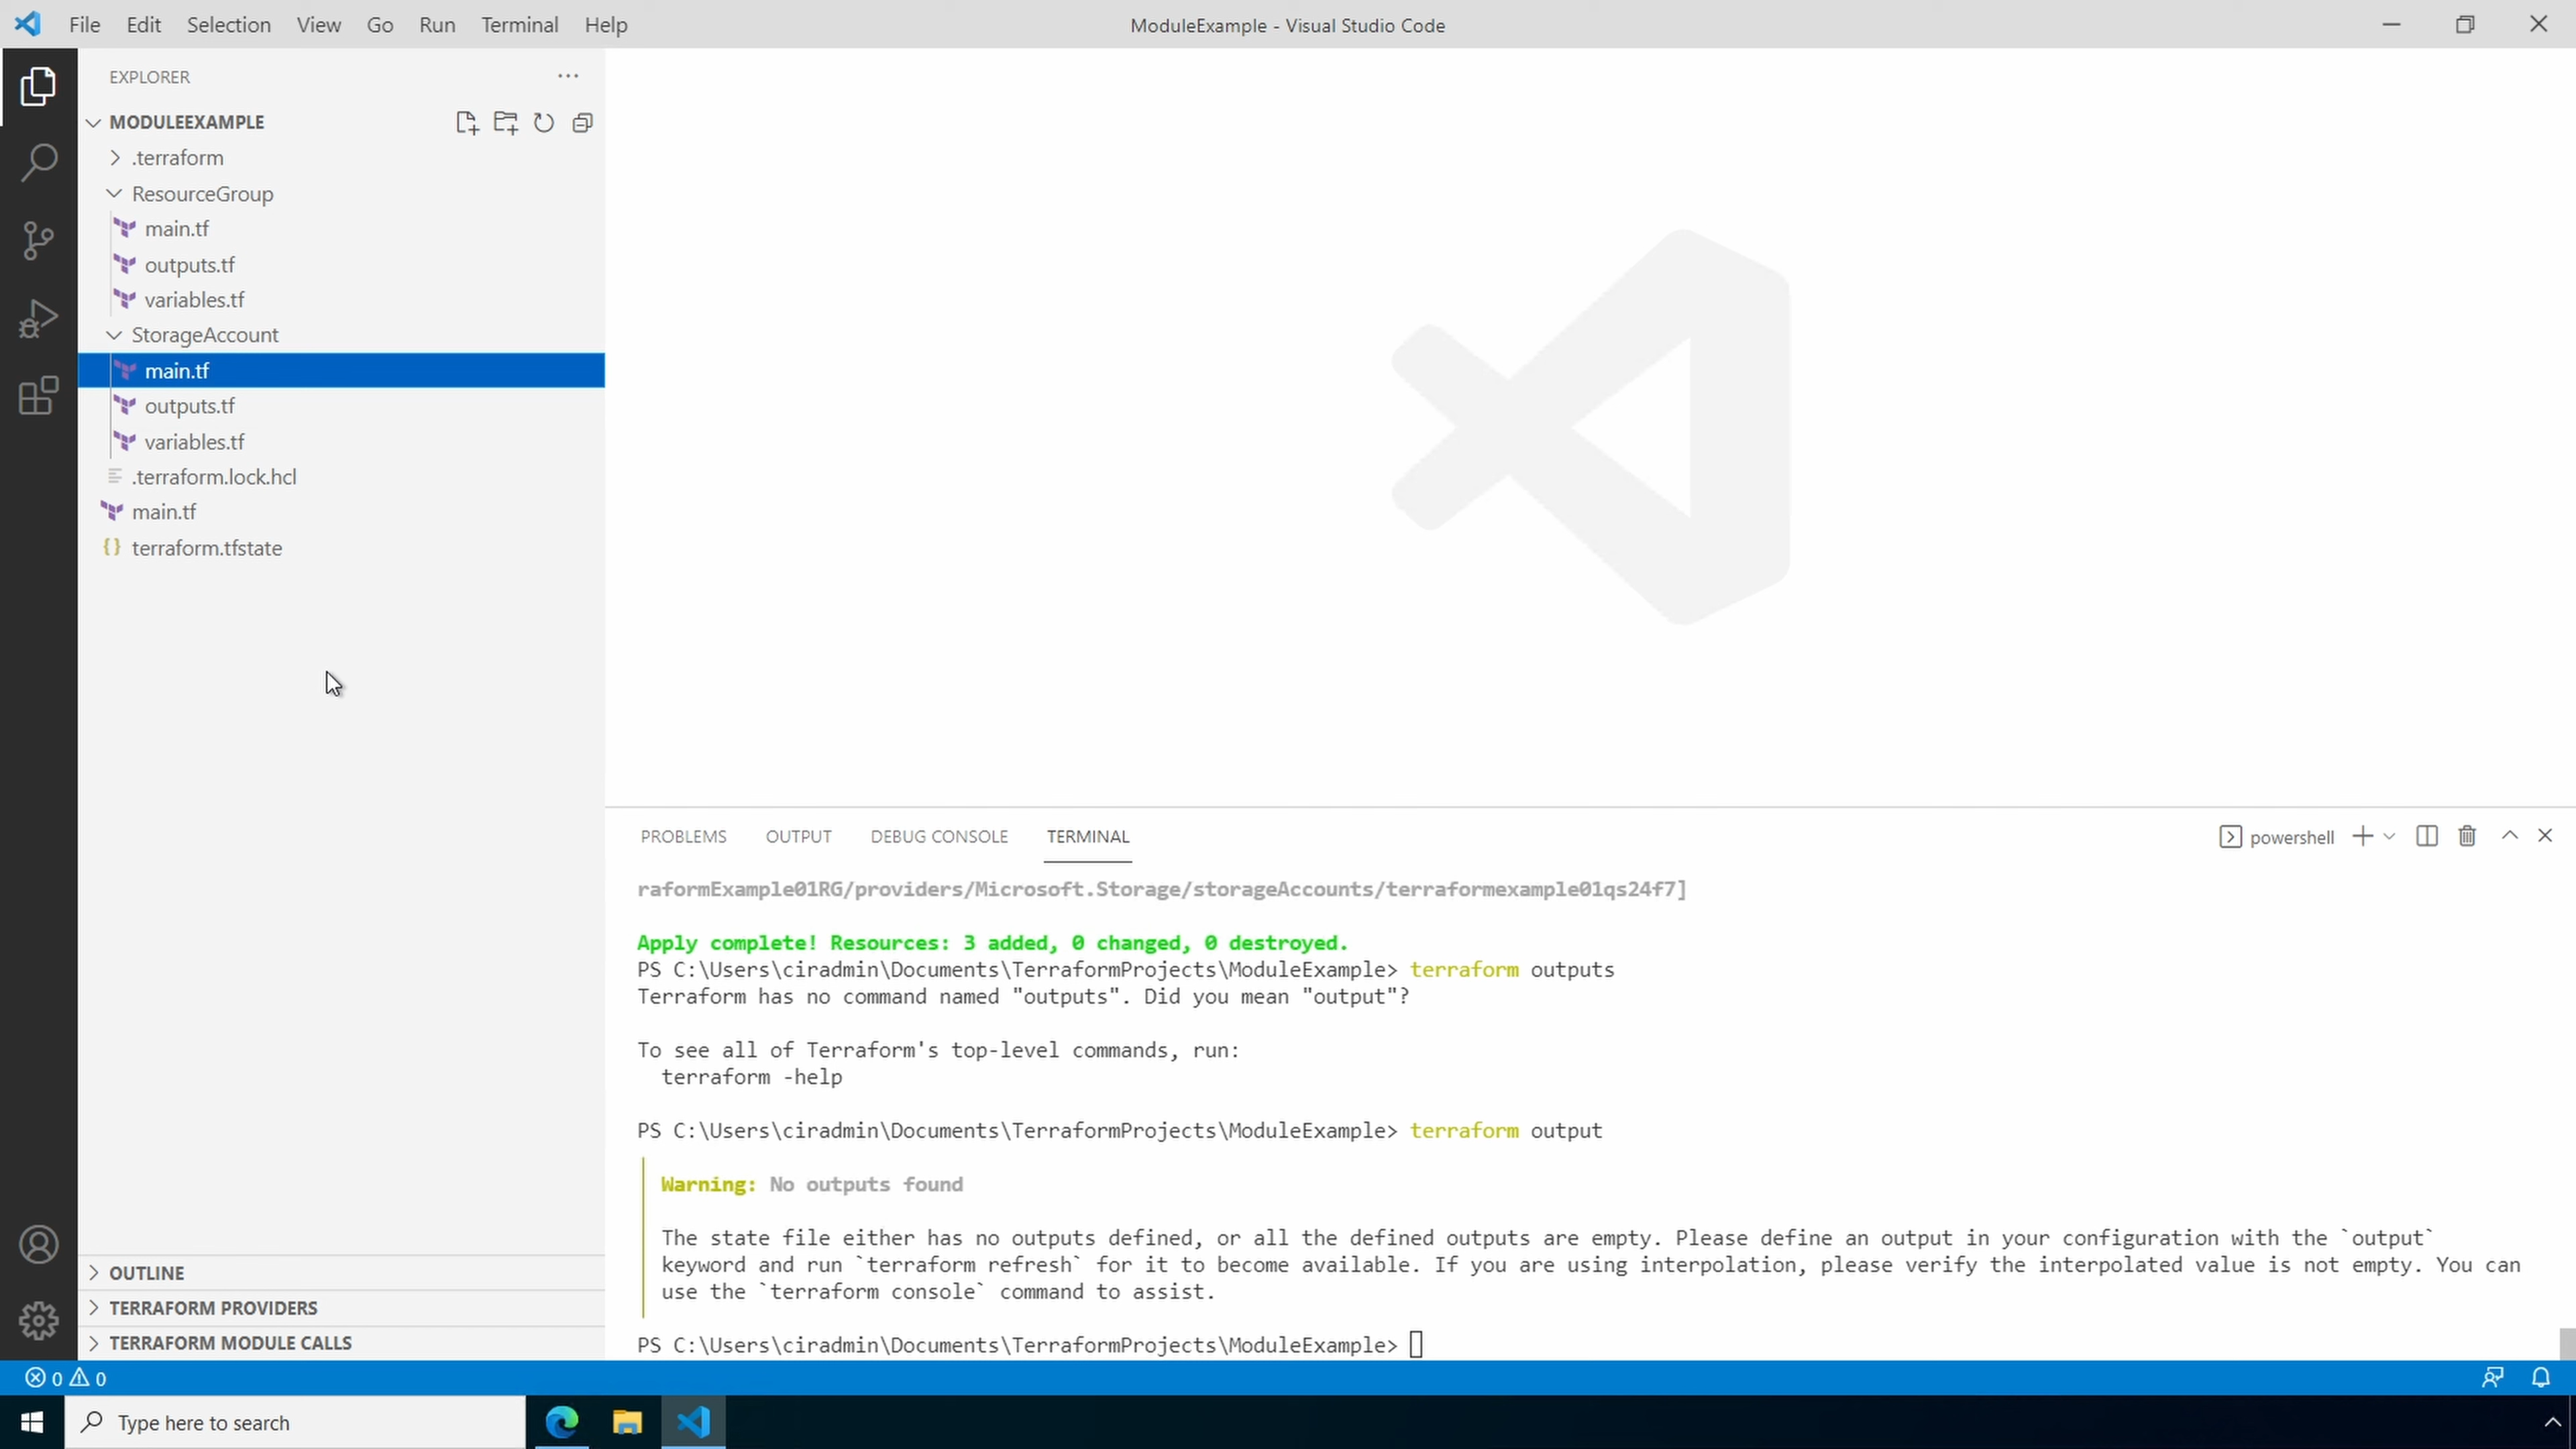 File Edit Selection View Go Run Terminal Help
ModuleExample - Visual Studio Code
EXPLORER
MODULEEXAMPLE
.terraform
ResourceGroup
main.tf
outputs.tf
variables.tf
StorageAccount
main.tf
outputs.tf
variables.tf
.terraform.lock.hcl
main.tf
terraform.tfstate
OUTLINE
TERRAFORM PROVIDERS
TERRAFORM MODULE CALLS
PROBLEMS OUTPUT DEBUG CONSOLE TERMINAL
powershell
raformExample01RG/providers/Microsoft.Storage/storageAccounts/terraformexample01qs24f7]
Apply complete! Resources: 3 added, 0 changed, 0 destroyed.
PS C:\Users\ciradmin\Documents\TerraformProjects\ModuleExample> terraform outputs
Terraform has no command named "outputs". Did you mean "output"?
To see all of Terraform's top-level commands, run:
terraform -help
PS C:\Users\ciradmin\Documents\TerraformProjects\ModuleExample> terraform output
Warning: No outputs found
The state file either has no outputs defined, or all the defined outputs are empty. Please define an output in your configuration with the `output`
keyword and run `terraform refresh` for it to become available. If you are using interpolation, please verify the interpolated value is not empty. You can
use the `terraform console` command to assist.
PS C:\Users\ciradmin\Documents\TerraformProjects\ModuleExample>
0 0
Type here to search